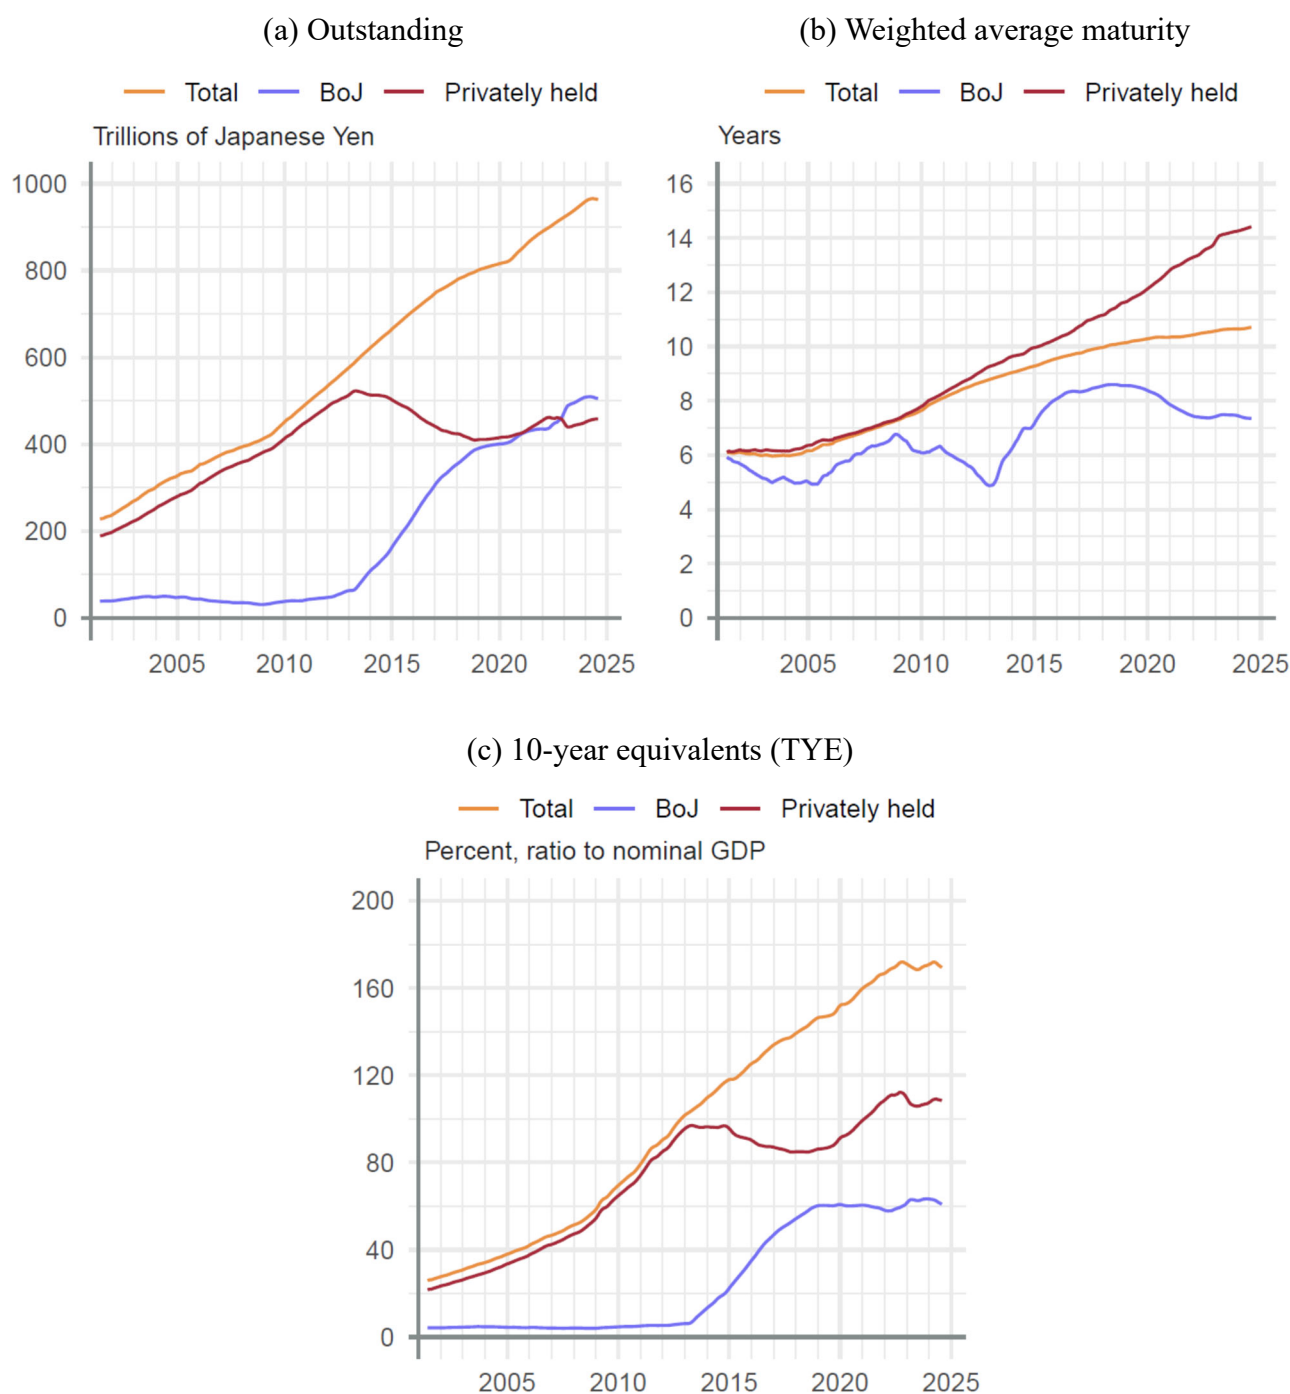 (a) Outstanding
Total BoJ Privately held
Trillions of Japanese Yen
1000
800
600
400
200
0
2005 2010 2015 2020 2025
(b) Weighted average maturity
Total BoJ Privately held
Years
16
14
12
10
8
6
4
2
0
2005 2010 2015 2020 2025
(c) 10-year equivalents (TYE)
Total BoJ Privately held
Percent, ratio to nominal GDP
200
160
120
80
40
0
2005 2010 2015 2020 2025